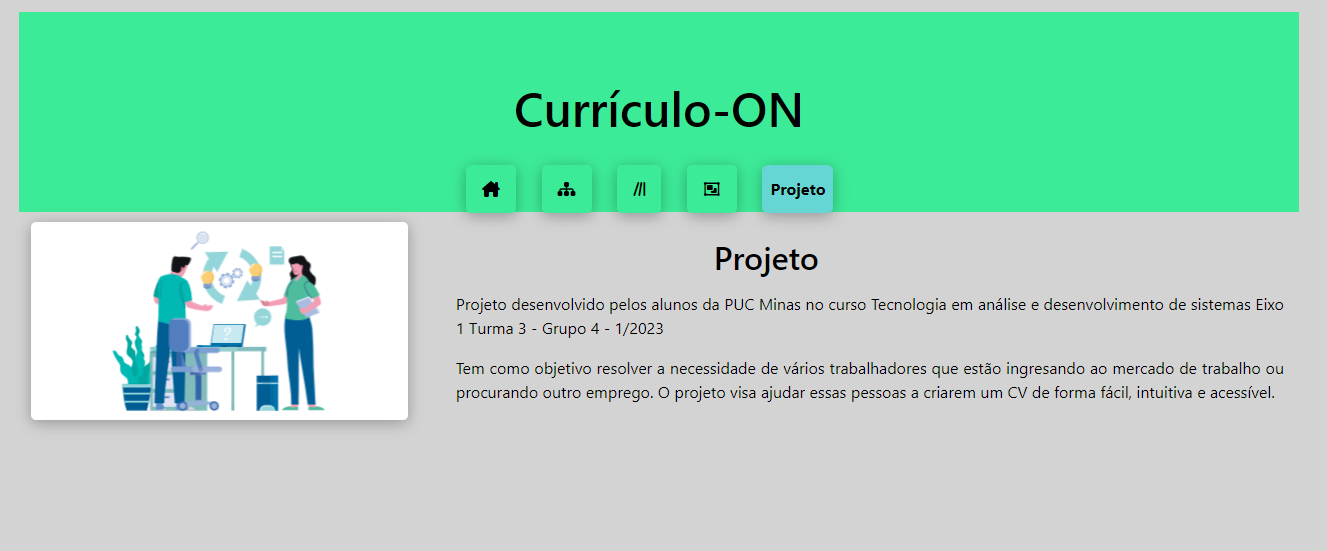 Currículo-ON
Projeto
Projeto
Projeto desenvolvido pelos alunos da PUC Minas no curso Tecnologia em análise e desenvolvimento de sistemas Eixo
1 Turma 3 - Grupo 4 - 1/2023
Tem como objetivo resolver a necessidade de vários trabalhadores que estão ingresando ao mercado de trabalho ou
procurando outro emprego. O projeto visa ajudar essas pessoas a criarem um CV de forma fácil, intuitiva e acessível.
?